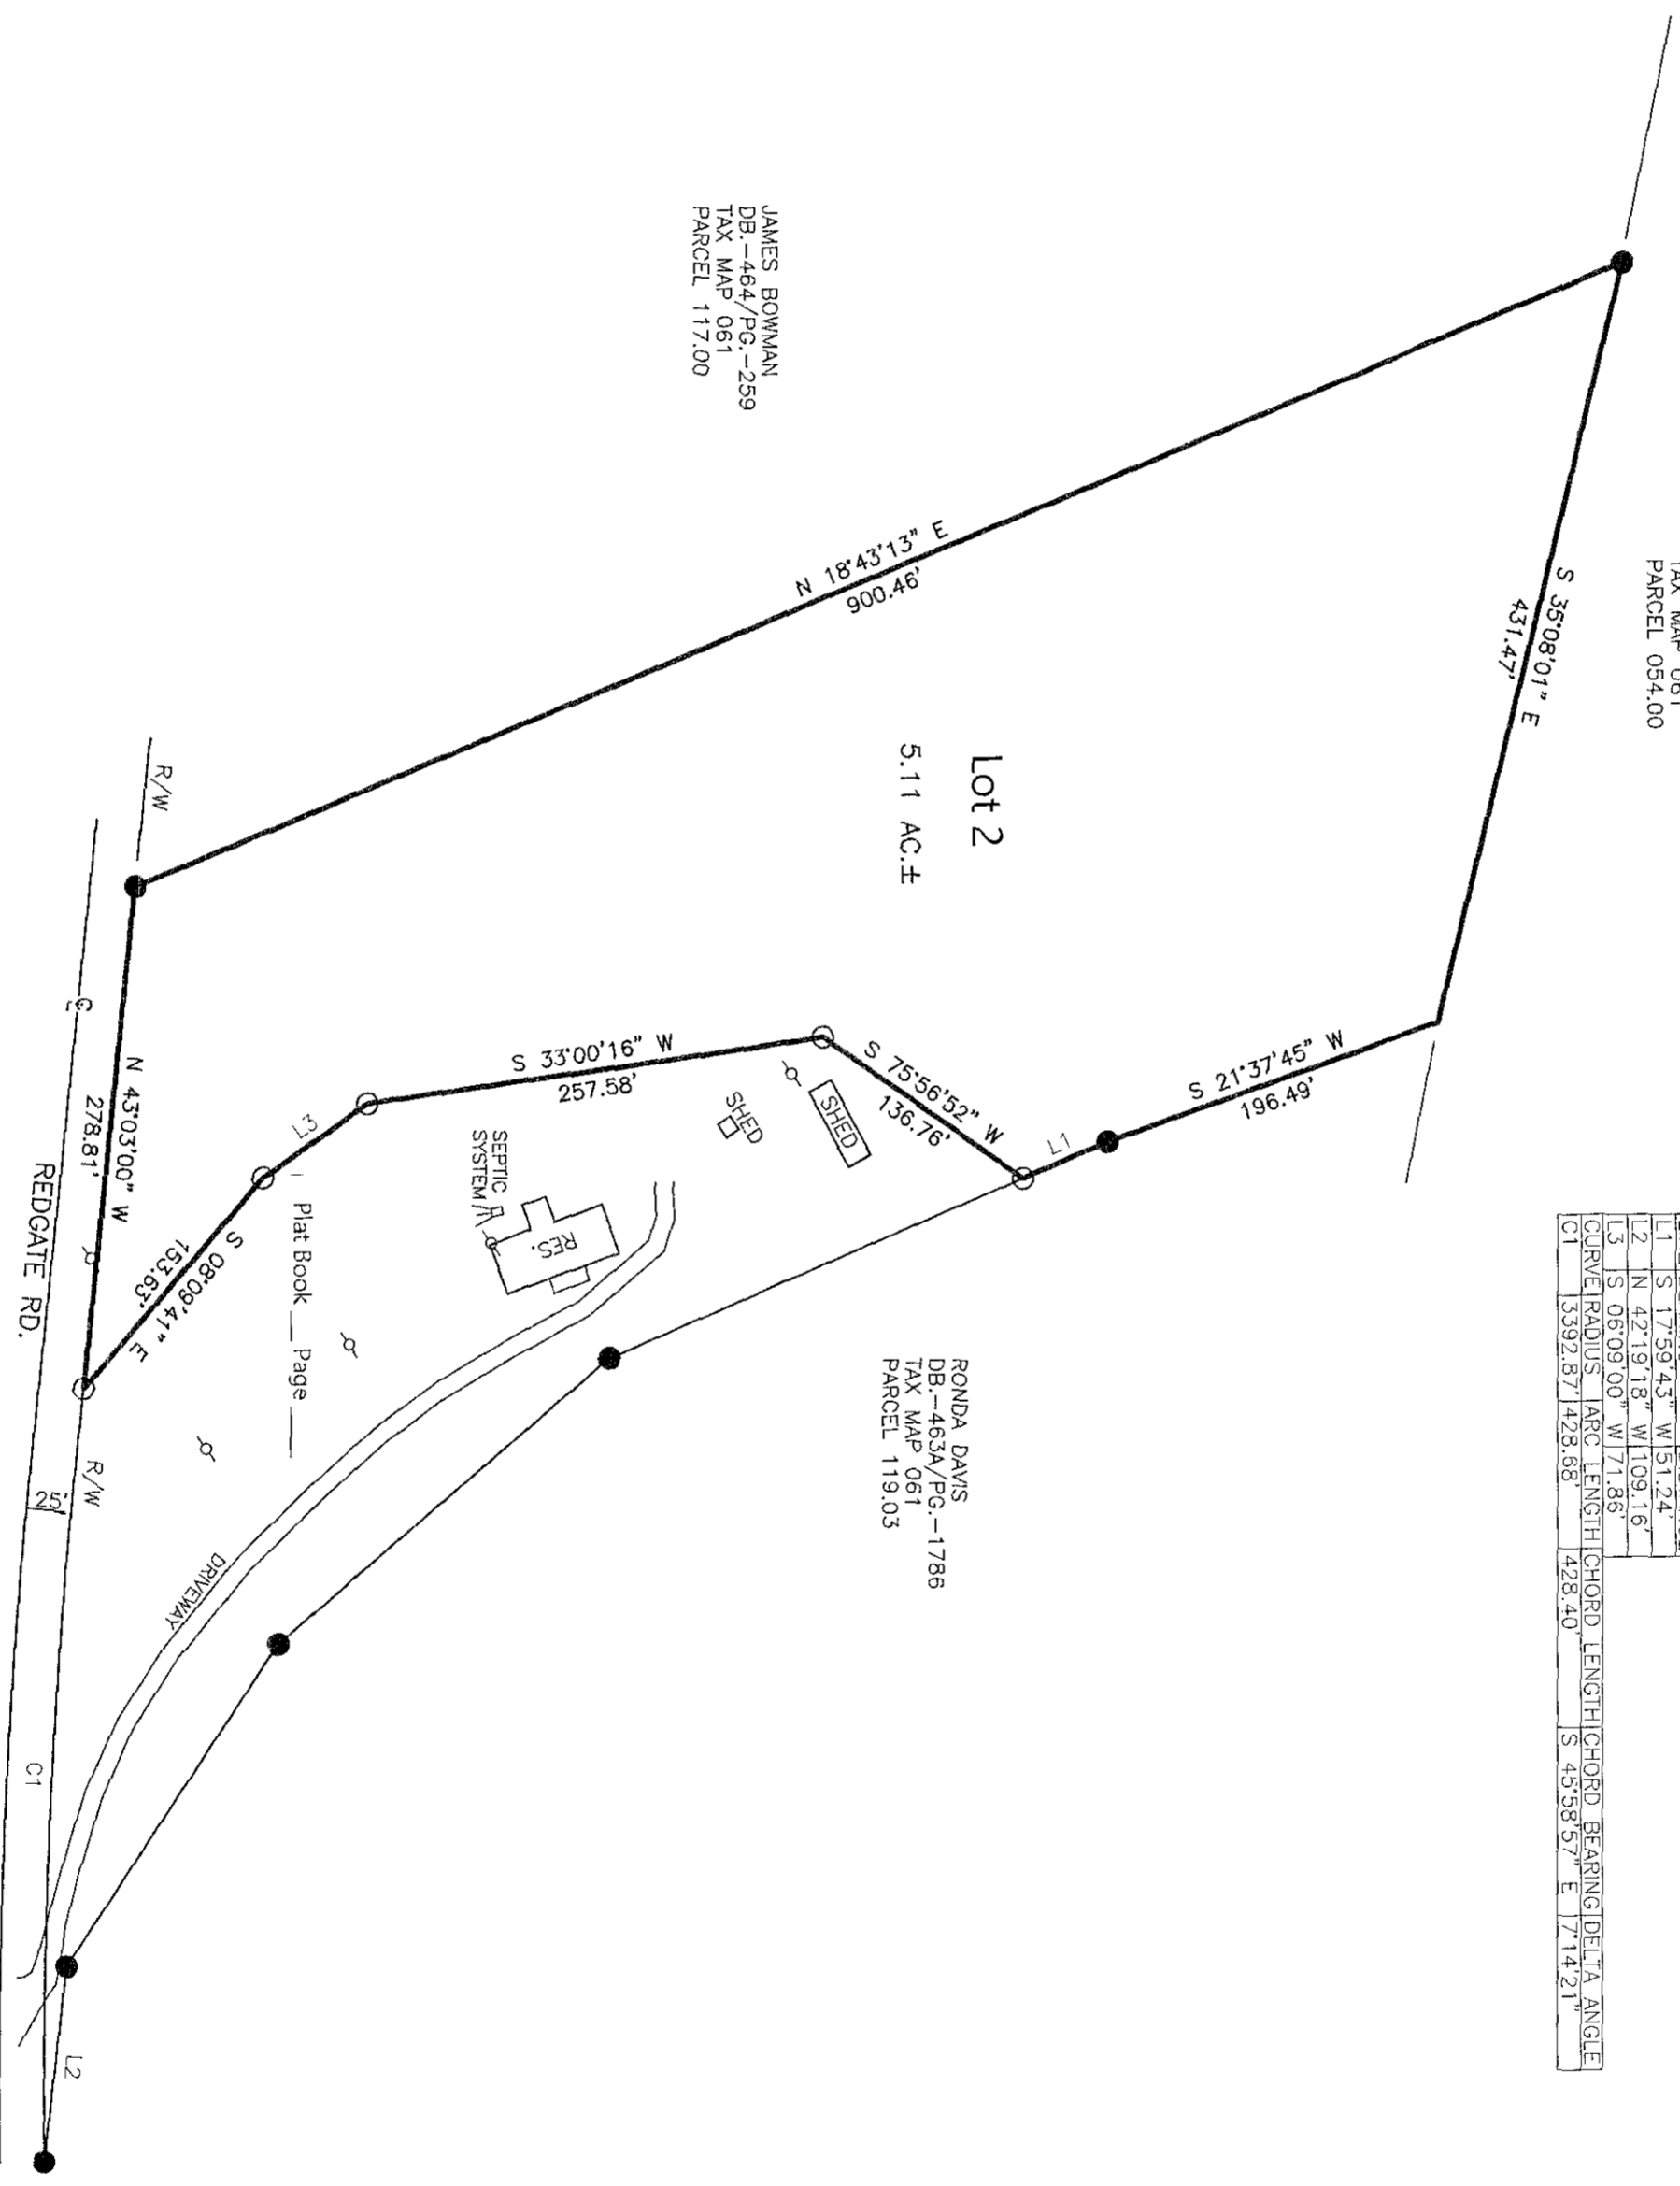 TAX MAP 061
PARCEL 054.00
L1 S 17°59'43" W 51.24'
L2 N 42°19'18" W 109.16'
L3 S 06°09'00" W 71.86'
CURVE RADIUS ARC LENGTH CHORD LENGTH CHORD BEARING DELTA ANGLE
C1 3392.87' 428.68' 428.40' S 45°58'57" E 7°14'21"
S 35°08'01" E
431.47'
S 21°37'45" W
196.49'
L1
N 18°43'13" E
900.46'
Lot 2
5.11 AC.±
S 75°56'52" W
136.76'
JAMES BOWMAN
DB.-464/PG.-259
TAX MAP 061
PARCEL 117.00
RONDA DAVIS
DB.-463A/PG.-1786
TAX MAP 061
PARCEL 119.03
SHED
SHED
S 33°00'16" W
257.58'
SEPTIC
SYSTEM
RES.
L3
Plat Book ___ Page ____
S 08°09'41" E
153.63'
DRIVEWAY
R/W
N 43°03'00" W
278.81'
R/W
25'
REDGATE RD.
C1
L2